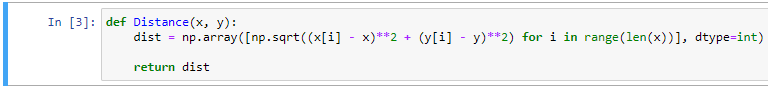 In [3]: def Distance(x, y):
dist = np.array([np.sqrt((x[i] - x)**2 + (y[i] - y)**2) for i in range(len(x))], dtype=int)
return dist